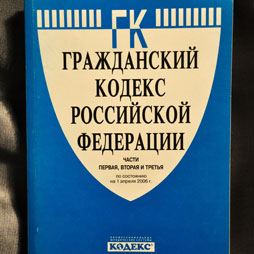 ГК
ГРАЖДАНСКИЙ
КОДЕКС
РОССИЙСКОЙ
ФЕДЕРАЦИИ
ЧАСТИ
ПЕРВАЯ, ВТОРАЯ И ТРЕТЬЯ
по состоянию
на 1 апреля 2006 г.
КОДЕКС